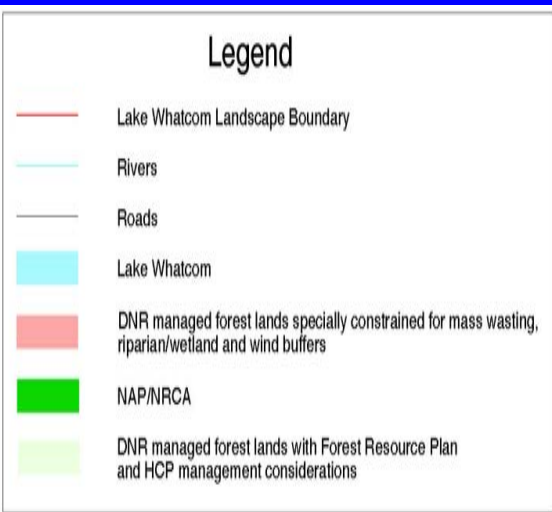 Legend
Lake Whatcom Landscape Boundary
Rivers
Roads
Lake Whatcom
DNR managed forest lands specially constrained for mass wasting,
riparian/wetland and wind buffers
NAP/NRCA
DNR managed forest lands with Forest Resource Plan
and HCP management considerations